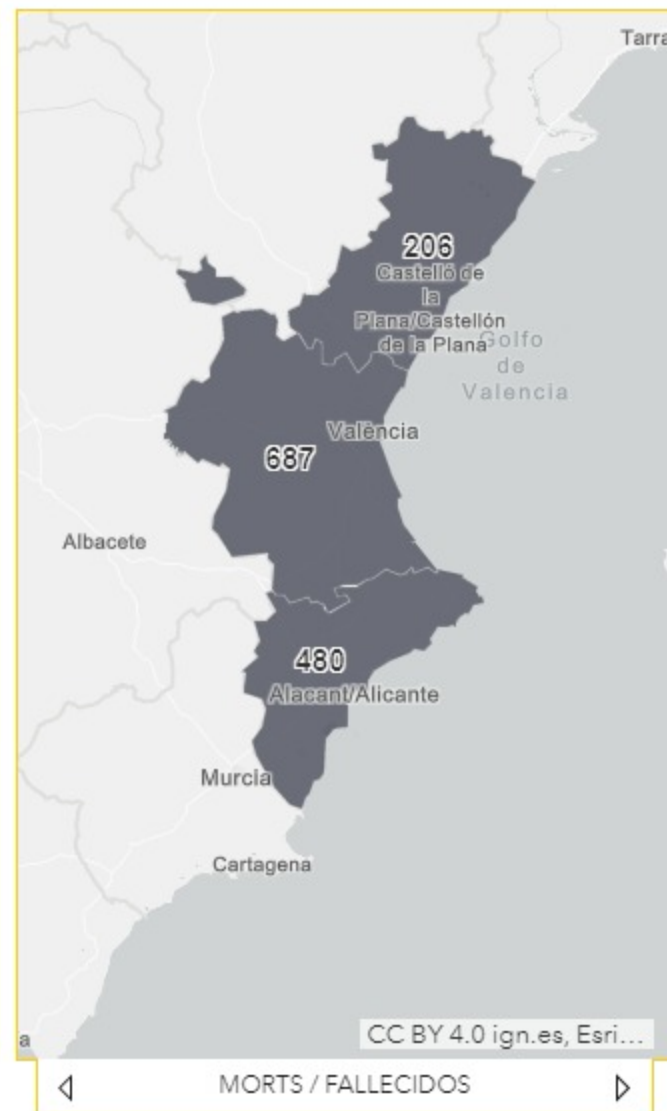 Tarra
206
Castelló de
la
Plana/Castellón
de la Plana
Golfo
de
Valencia
València
687
Albacete
480
Alacant/Alicante
Murcia
Cartagena
a
CC BY 4.0 ign.es, Esri...
MORTS / FALLECIDOS